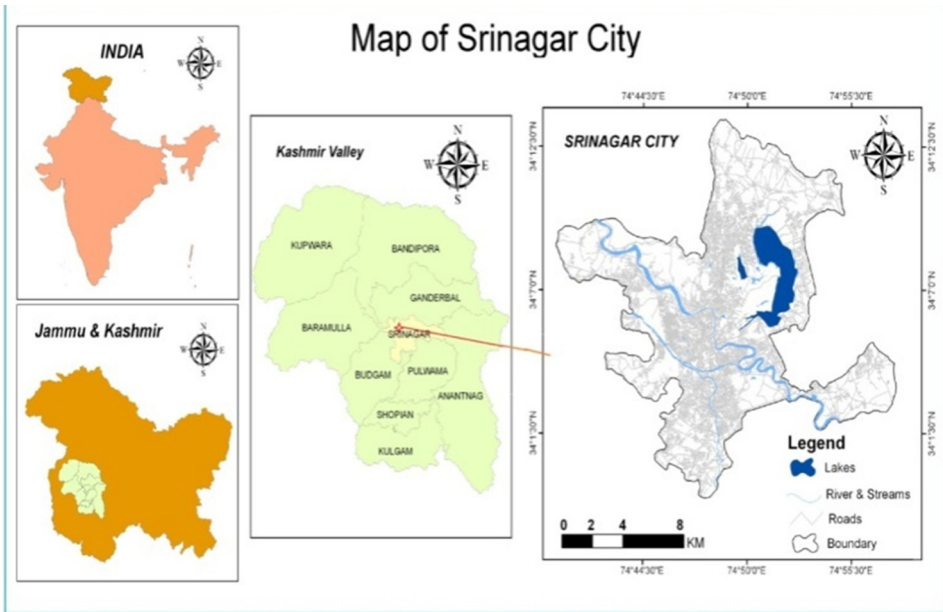 Map of Srinagar City
INDIA
N
W E
S
Jammu & Kashmir
N
W E
S
Kashmir Valley
N
W E
S
KUPWARA
BANDIPORA
GANDERBAL
BARAMULLA
SRINAGAR
BUDGAM
PULWAMA
ANANTNAG
SHOPIAN
KULGAM
74°44'30"E 74°50'0"E 74°55'30"E
SRINAGAR CITY
N
W E
S
34°12'30"N 34°12'30"N
34°7'0"N 34°7'0"N
34°1'30"N 34°1'30"N
Legend
Lakes
River & Streams
Roads
Boundary
0 2 4 8
KM
74°44'30"E 74°50'0"E 74°55'30"E